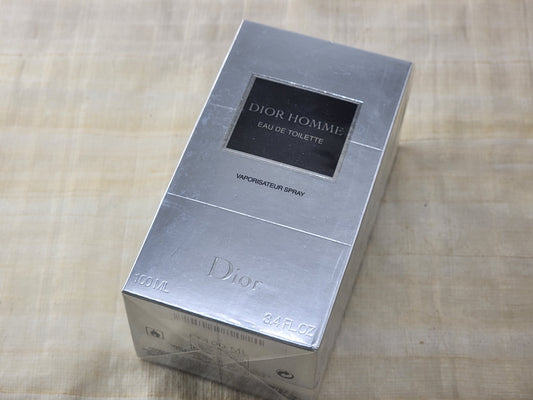 DIOR HOMME
EAU DE TOILETTE
VAPORISATEUR SPRAY
Dior
100 ML
3.4 FL.OZ